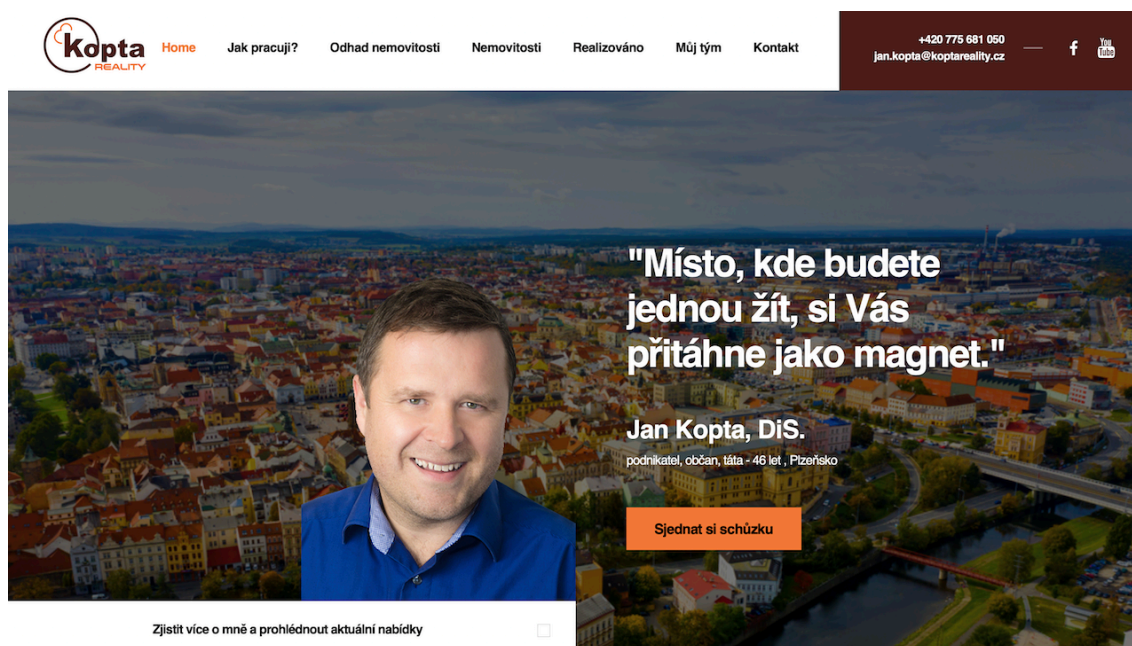 Kopta
REALITY
Home
Jak pracuji?
Odhad nemovitosti
Nemovitosti
Realizováno
Můj tým
Kontakt
+420 775 681 050
jan.kopta@koptareality.cz
You
Tube
"Místo, kde budete
jednou žít, si Vás
přitáhne jako magnet."
Jan Kopta, DiS.
podnikatel, občan, táta - 46 let , Plzeňsko
Sjednat si schůzku
Zjistit více o mně a prohlédnout aktuální nabídky